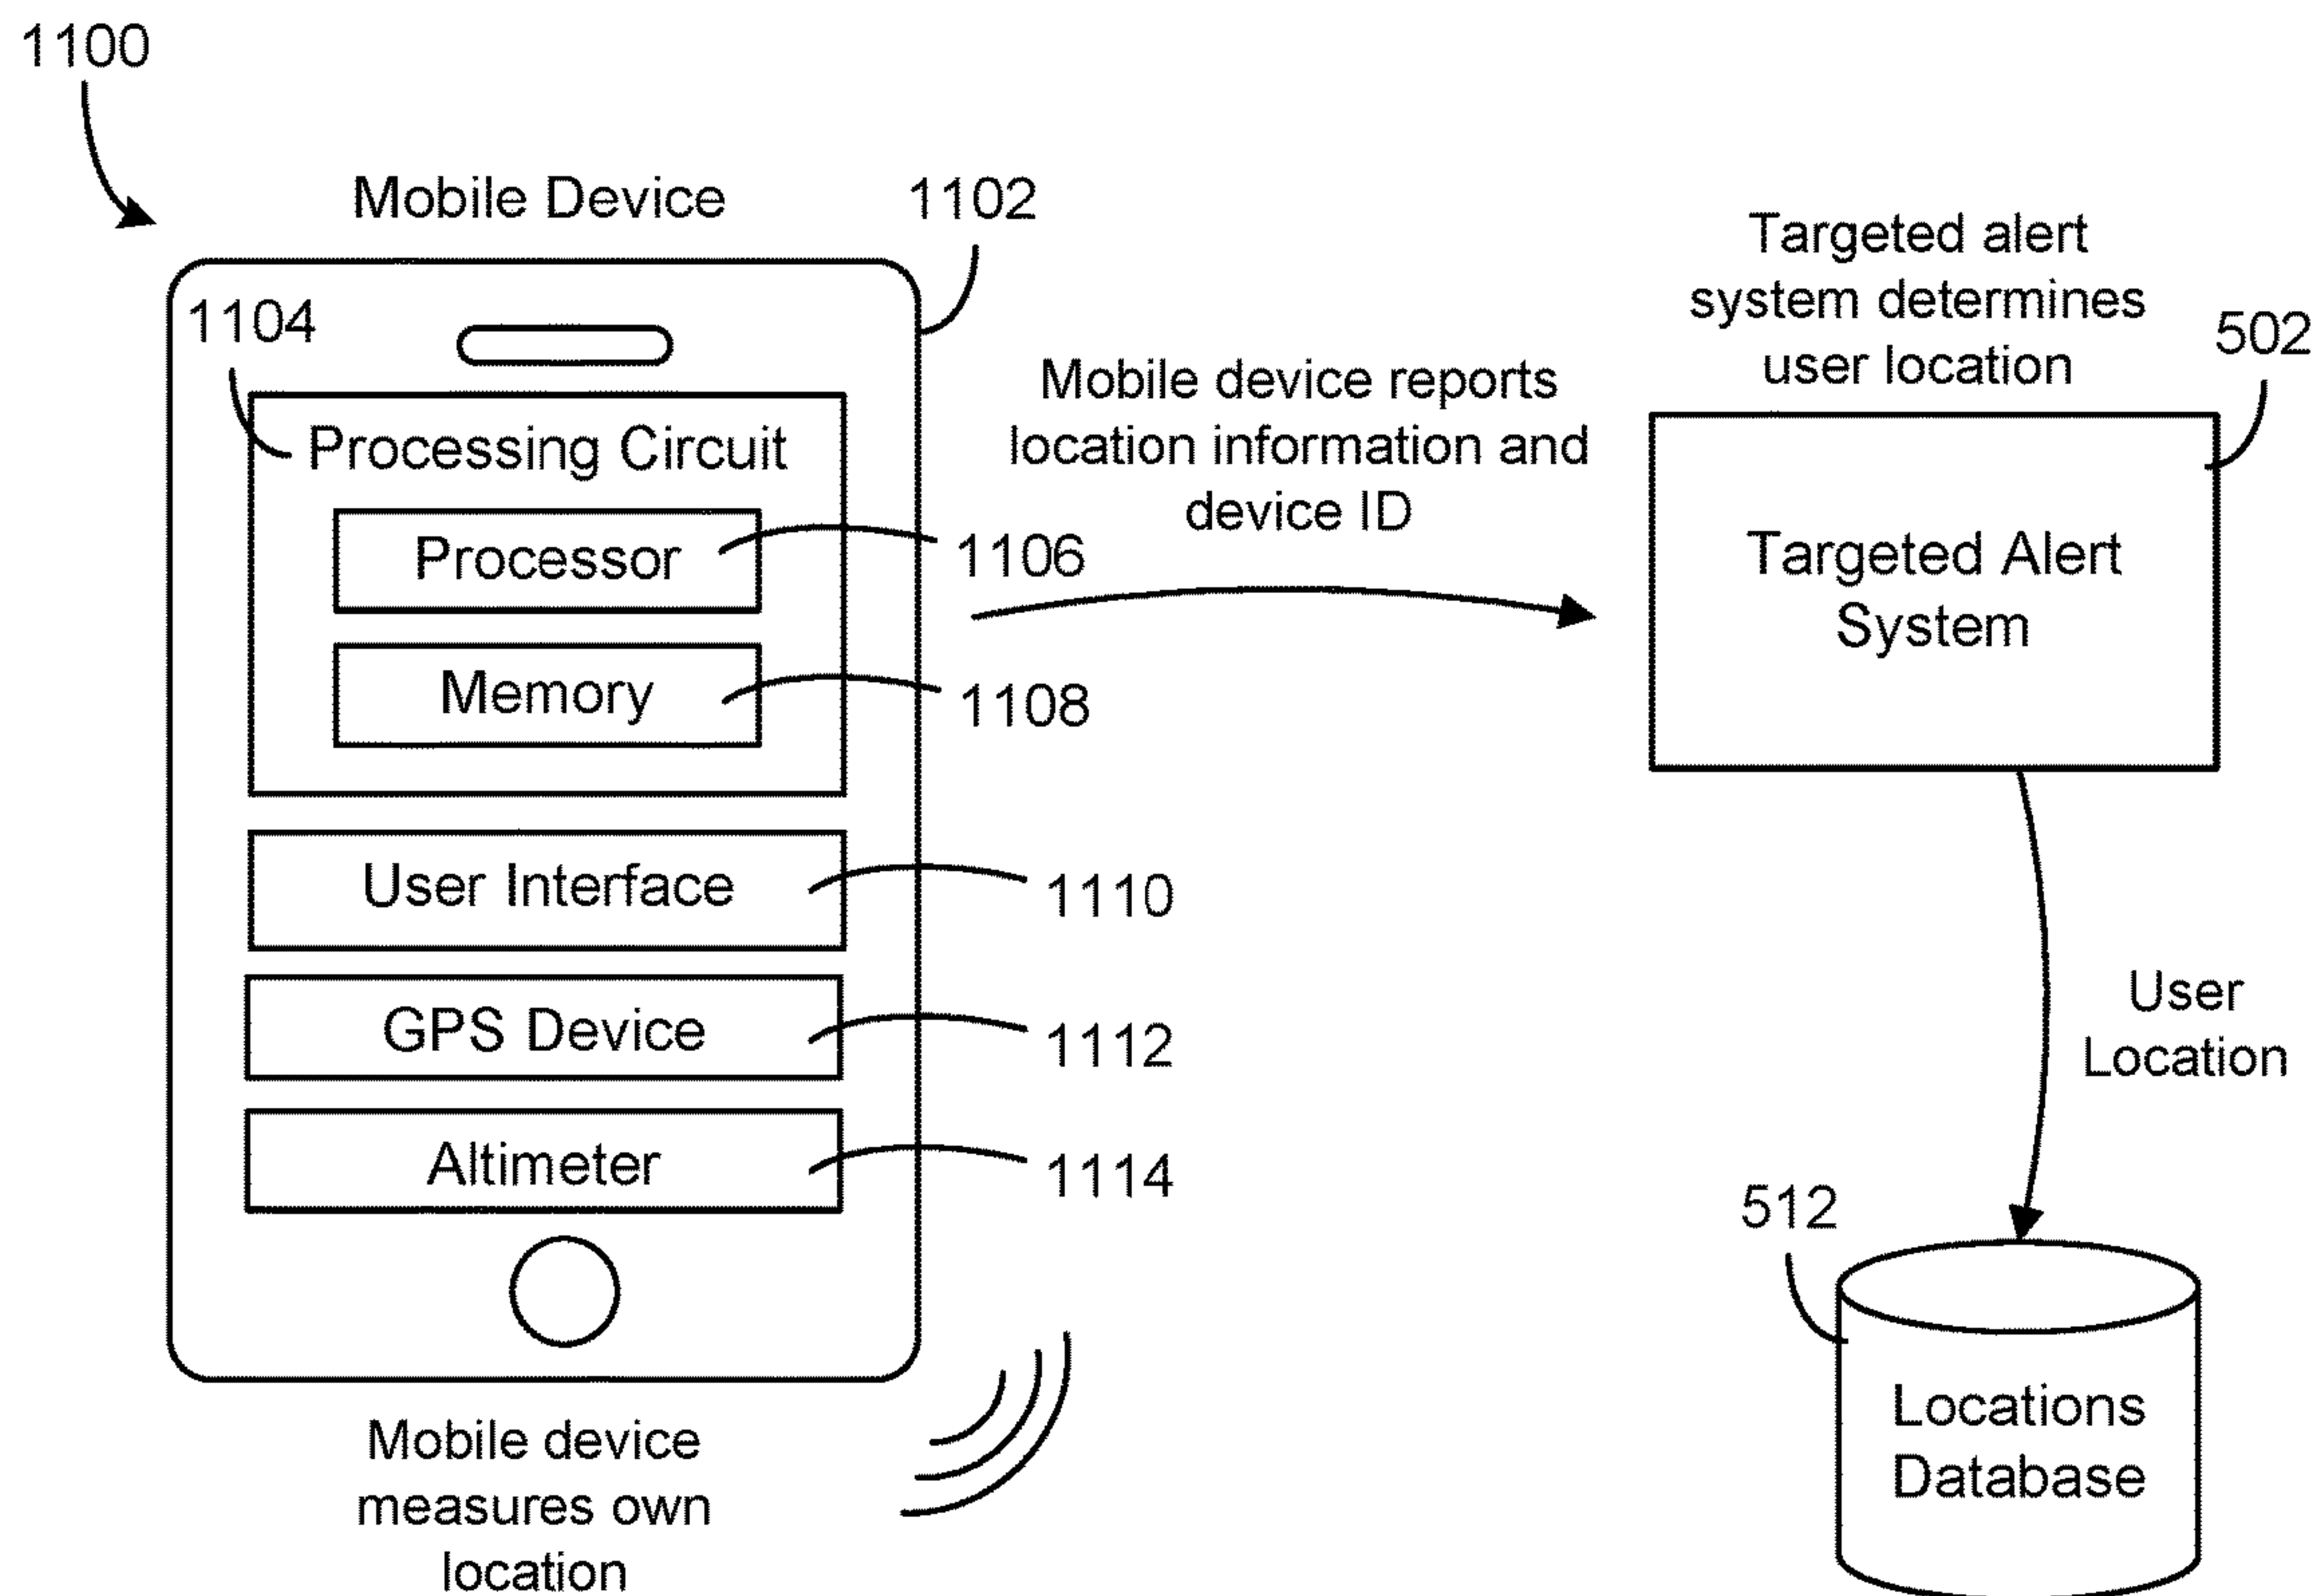 1100
Mobile Device
1102
1104
Processing Circuit
Processor
1106
Memory
1108
User Interface
1110
GPS Device
1112
Altimeter
1114
Mobile device
measures own
location
Mobile device reports
location information and
device ID
Targeted alert
system determines
user location
502
Targeted Alert
System
User
Location
512
Locations
Database